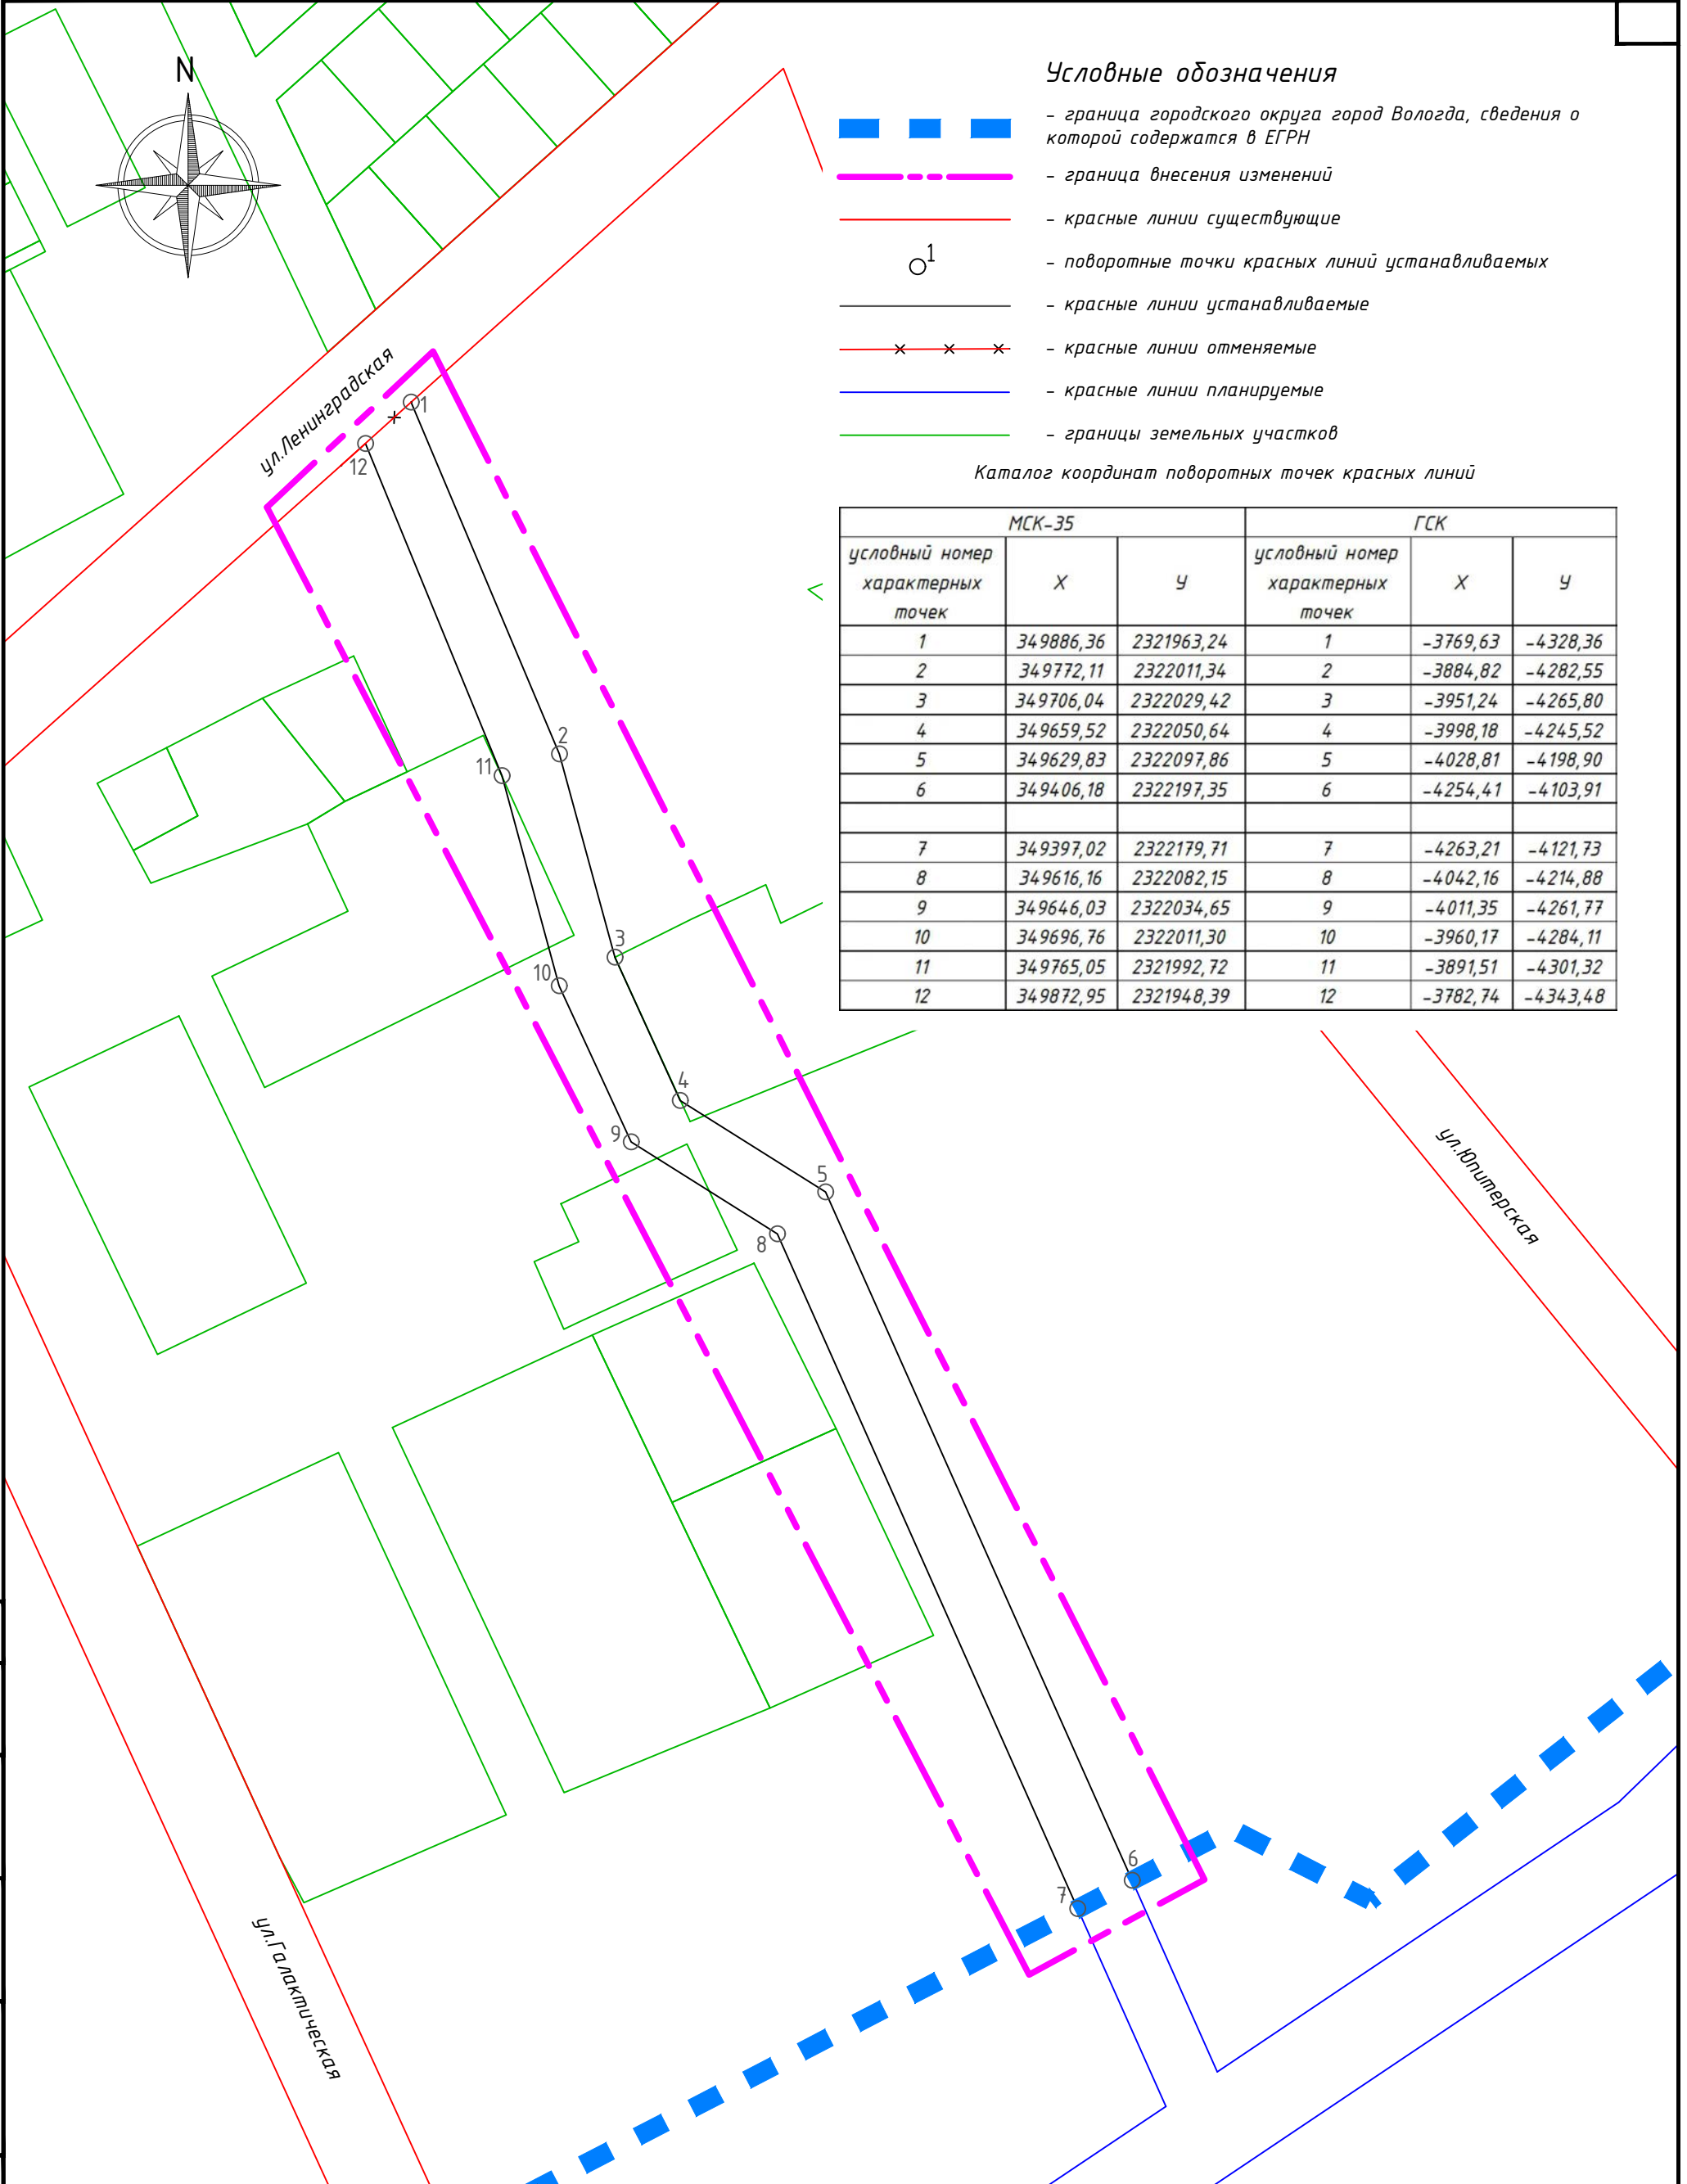 N
Условные обозначения
- граница городского округа город Вологда, сведения о
которой содержатся в ЕГРН
- граница внесения изменений
- красные линии существующие
1
- поворотные точки красных линий устанавливаемых
- красные линии устанавливаемые
- красные линии отменяемые
- красные линии планируемые
- границы земельных участков
Каталог координат поворотных точек красных линий
МСК-35 ГСК
условный номер характерных точек X У условный номер характерных точек X У
1 349886,36 2321963,24 1 -3769,63 -4328,36
2 349772,11 2322011,34 2 -3884,82 -4282,55
3 349706,04 2322029,42 3 -3951,24 -4265,80
4 349659,52 2322050,64 4 -3998,18 -4245,52
5 349629,83 2322097,86 5 -4028,81 -4198,90
6 349406,18 2322197,35 6 -4254,41 -4103,91
7 349397,02 2322179,71 7 -4263,21 -4121,73
8 349616,16 2322082,15 8 -4042,16 -4214,88
9 349646,03 2322034,65 9 -4011,35 -4261,77
10 349696,76 2322011,30 10 -3960,17 -4284,11
11 349765,05 2321992,72 11 -3891,51 -4301,32
12 349872,95 2321948,39 12 -3782,74 -4343,48
ул.Ленинградская
1
12
2
11
3
10
4
9
5
8
ул.Юпитерская
6
7
ул.Галактическая